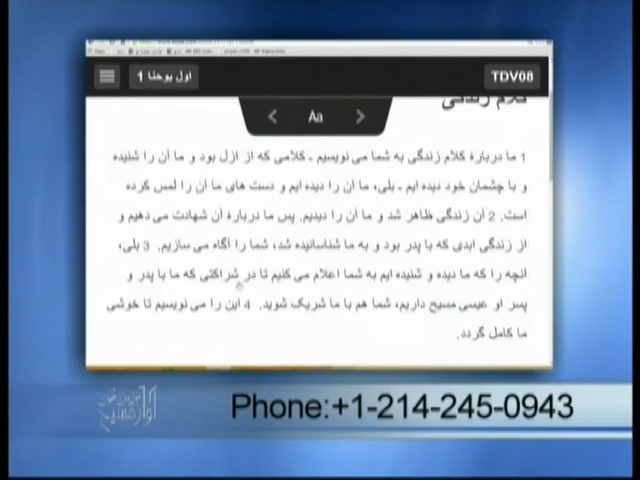 اول یوحنا 1
TDV08
Aa
کلام زندگی
1 ما دربارهٔ کلام زندگی به شما می نویسیم ـ کلامی که از ازل بود و ما آن را شنیده
و با چشمان خود دیده ایم ـ بلی، ما آن را دیده ایم و دست های ما آن را لمس کرده
است. 2 آن زندگی ظاهر شد و ما آن را دیدیم. پس ما دربارهٔ آن شهادت می دهیم و
از زندگی ابدی که با پدر بود و به ما شناسانیده شد، شما را آگاه می سازیم. 3 بلی،
آنچه را که ما دیده و شنیده ایم به شما اعلام می کنیم تا در شراکتی که ما با پدر و
پسر او عیسی مسیح داریم، شما هم با ما شریک شوید. 4 این را می نویسیم تا خوشی
ما کامل گردد.
آواز مسیح
Phone:+1-214-245-0943